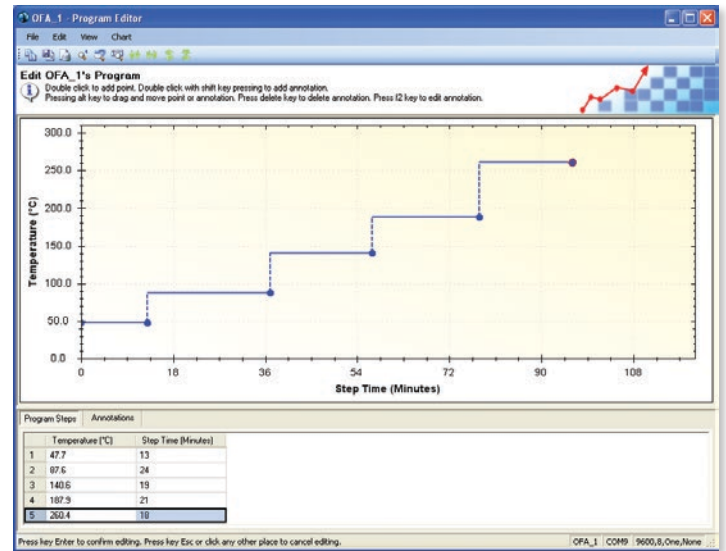 OFA_1 - Program Editor
File Edit View Chart
Edit OFA_1's Program
Double click to add point. Double click with shift key pressing to add annotation.
Pressing alt key to drag and move point or annotation. Press delete key to delete annotation. Press f2 key to edit annotation.
300.0
250.0
200.0
150.0
100.0
50.0
0.0
Temperature (°C)
0 18 36 54 72 90 108
Step Time (Minutes)
Program Steps Annotations
Temperature (°C) Step Time (Minutes)
1 47.7 13
2 87.6 24
3 140.6 19
4 187.9 21
5 260.4 18
Press key Enter to confirm editing. Press key Esc or click any other place to cancel editing.
OFA_1 COM9 9600,8,One,None